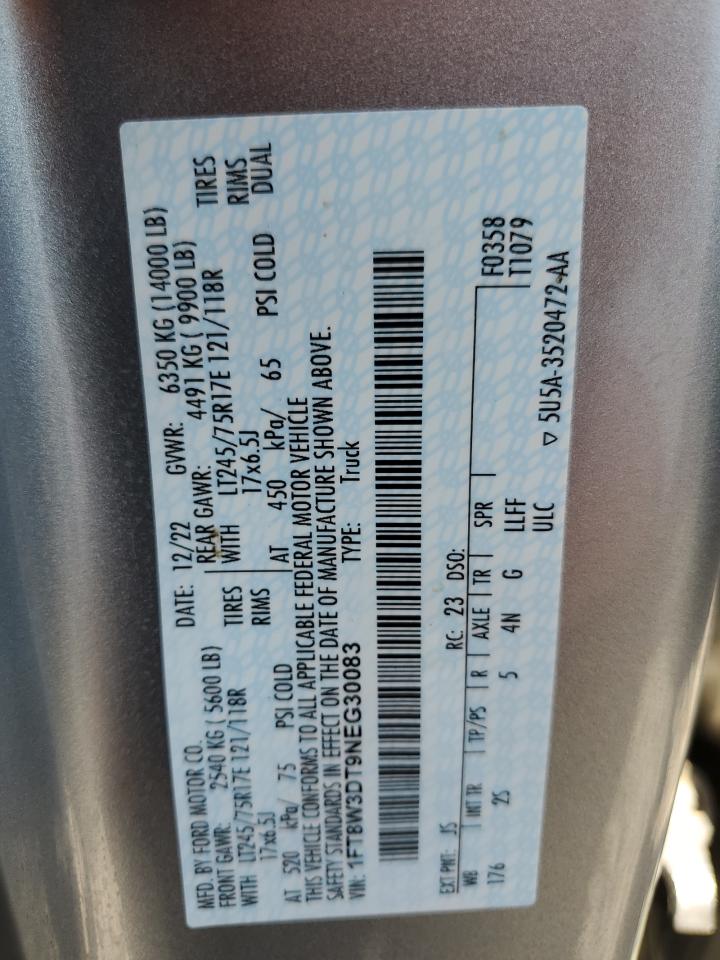 MFD. BY FORD MOTOR CO. DATE: 12/22 GVWR: 6350 KG (14000 LB)
FRONT GAWR: 2540 KG ( 5600 LB) REAR GAWR: 4491 KG ( 9900 LB)
WITH LT245/75R17E 121/118R TIRES WITH LT245/75R17E 121/118R TIRES
17x6.5J RIMS 17x6.5J RIMS
AT 520 kPa/ 75 PSI COLD AT 450 kPa/ 65 PSI COLD DUAL
THIS VEHICLE CONFORMS TO ALL APPLICABLE FEDERAL MOTOR VEHICLE
SAFETY STANDARDS IN EFFECT ON THE DATE OF MANUFACTURE SHOWN ABOVE.
VIN: 1FT8W3DT9NEG30083 TYPE: Truck
EXT PNT: JS RC: 23 DSO: F0358
WB INT TR TP/PS R AXLE TR SPR T1079
176 2S 5 4N G LLFF
ULC
▽ 5U5A-3520472-AA